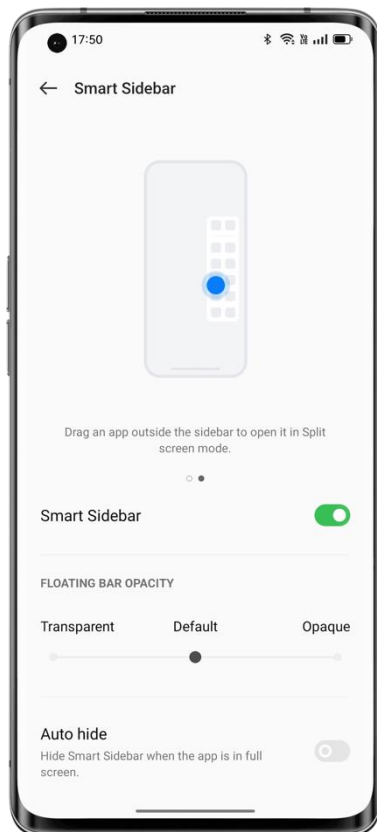 17:50
Smart Sidebar
Drag an app outside the sidebar to open it in Split
screen mode.
Smart Sidebar
FLOATING BAR OPACITY
Transparent Default Opaque
Auto hide
Hide Smart Sidebar when the app is in full
screen.